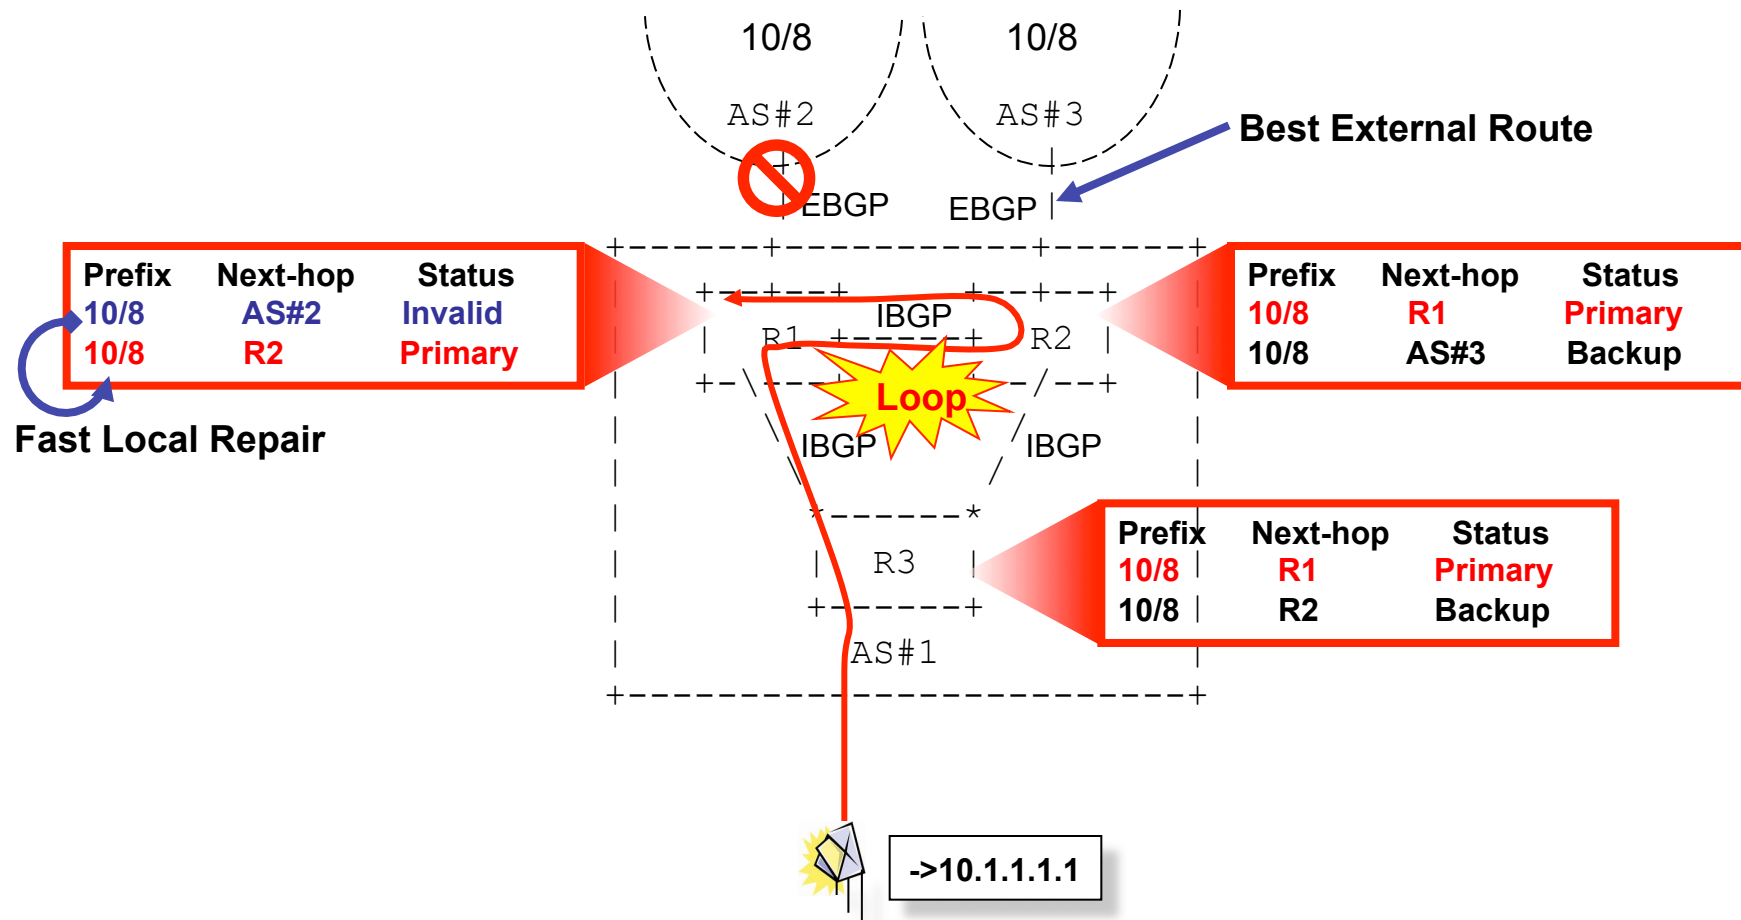 10/8 10/8
AS#2 AS#3
Best External Route
EBGP EBGP
Prefix Next-hop Status
10/8 AS#2 Invalid
10/8 R2 Primary
Fast Local Repair
Prefix Next-hop Status
10/8 R1 Primary
10/8 AS#3 Backup
IBGP
R1 R2
Loop
IBGP IBGP
R3
Prefix Next-hop Status
10/8 R1 Primary
10/8 R2 Backup
AS#1
->10.1.1.1.1